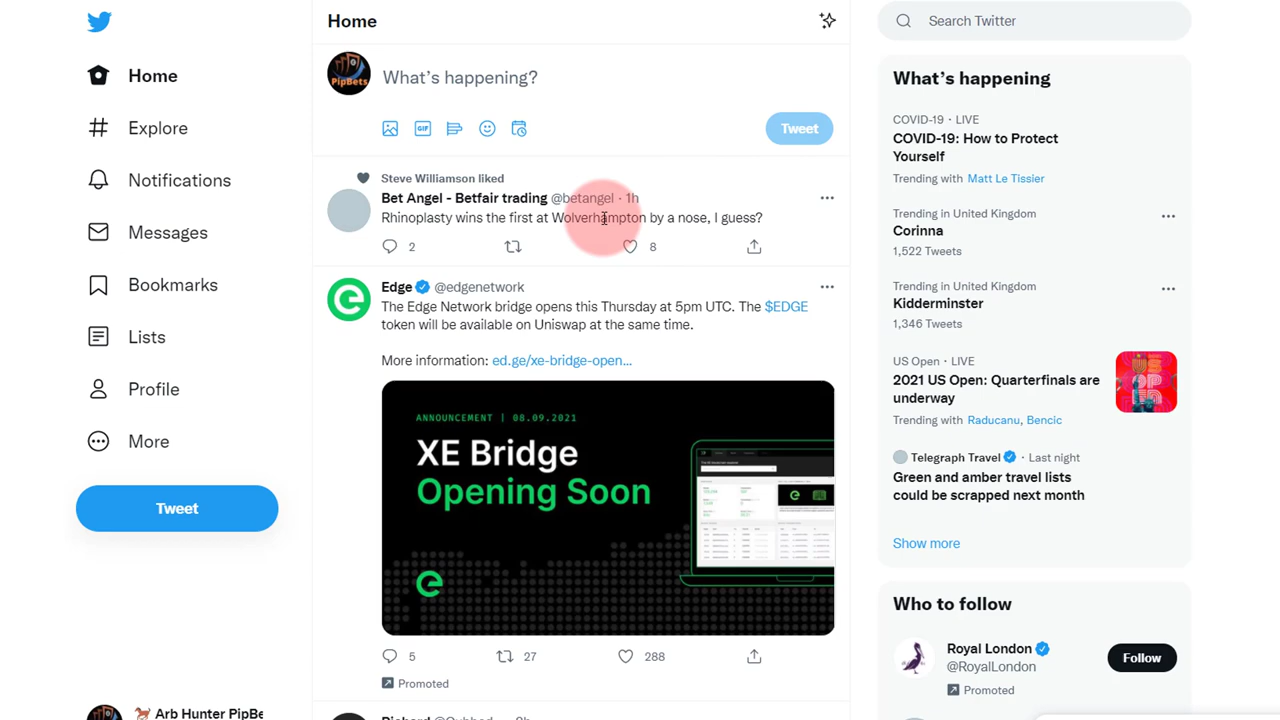 Home
Explore
Notifications
Messages
Bookmarks
Lists
Profile
More
Tweet
Arb Hunter PipBe
Home
PipBets
What's happening?
GIF
Tweet
Steve Williamson liked
Bet Angel - Betfair trading @betangel · 1h
Rhinoplasty wins the first at Wolverhampton by a nose, I guess?
2 8
Edge @edgenetwork
The Edge Network bridge opens this Thursday at 5pm UTC. The $EDGE
token will be available on Uniswap at the same time.
More information: ed.ge/xe-bridge-open...
ANNOUNCEMENT | 08.09.2021
XE Bridge
Opening Soon
5 27 288
Promoted
Search Twitter
What's happening
COVID-19 · LIVE
COVID-19: How to Protect
Yourself
Trending with Matt Le Tissier
Trending in United Kingdom
Corinna
1,522 Tweets
Trending in United Kingdom
Kidderminster
1,346 Tweets
US Open · LIVE
2021 US Open: Quarterfinals are
underway
Trending with Raducanu, Bencic
Telegraph Travel · Last night
Green and amber travel lists
could be scrapped next month
Show more
Who to follow
Royal London
@RoyalLondon
Follow
Promoted